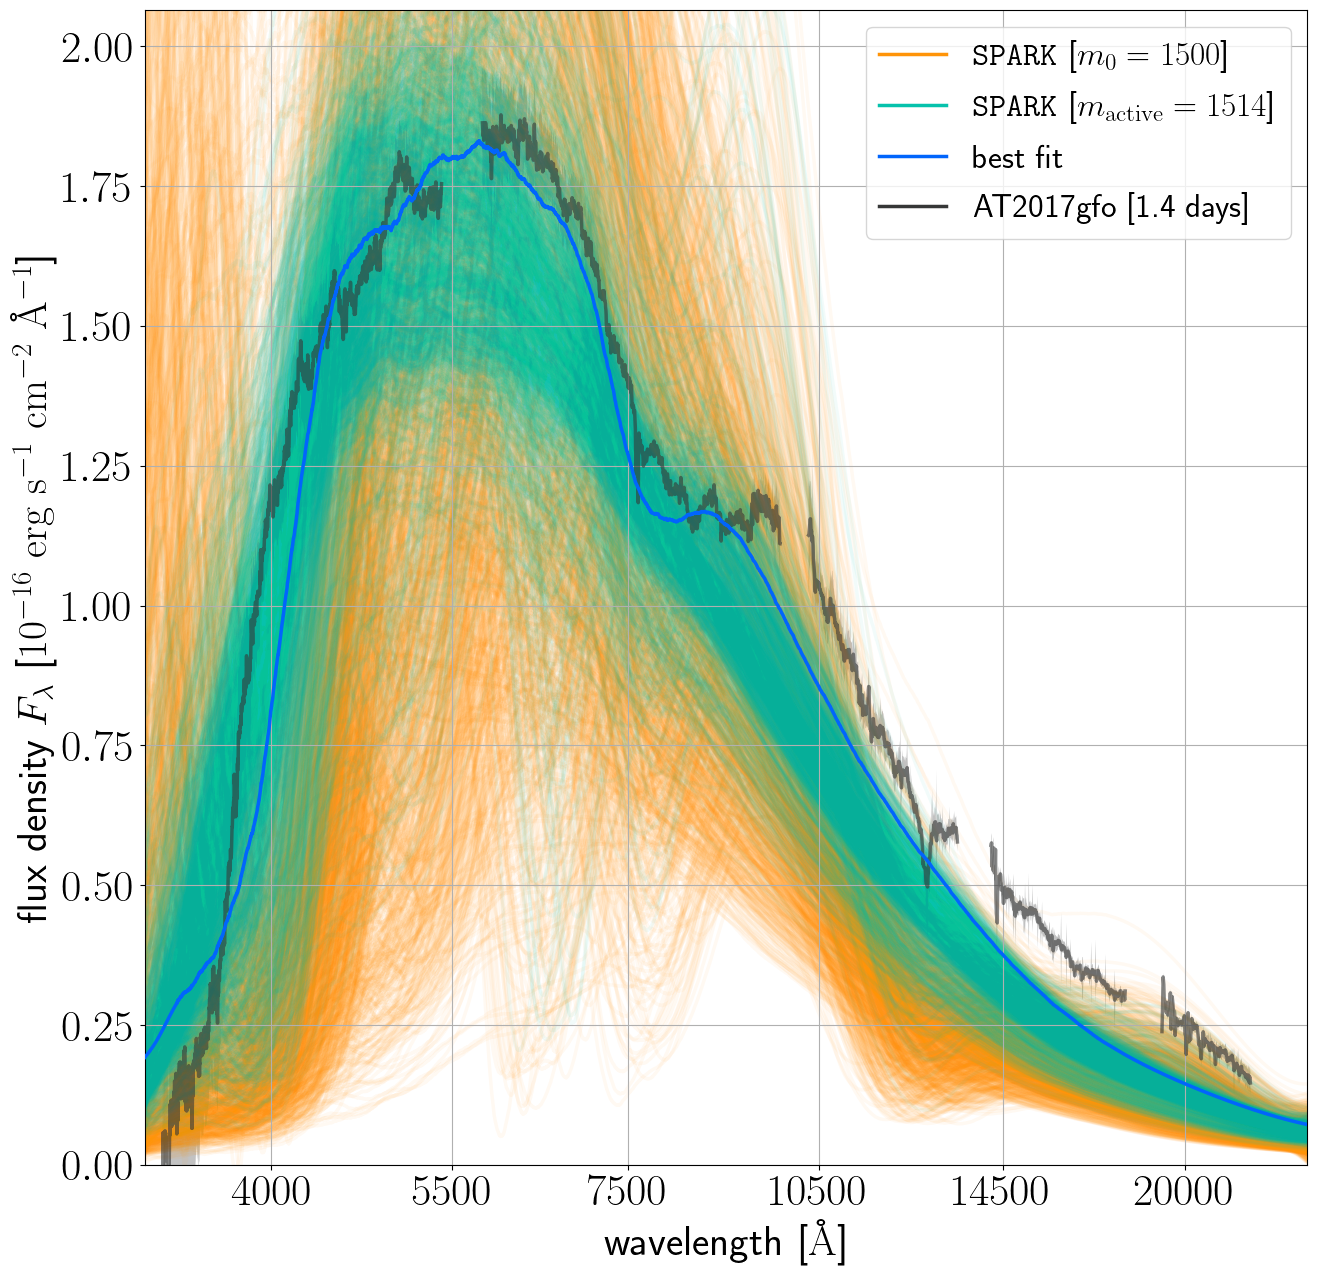 SPARK [m₀ = 1500]
SPARK [m_active = 1514]
best fit
AT2017gfo [1.4 days]
flux density F_λ [10⁻¹⁶ erg s⁻¹ cm⁻² Å⁻¹]
2.00
1.75
1.50
1.25
1.00
0.75
0.50
0.25
0.00
4000 5500 7500 10500 14500 20000
wavelength [Å]